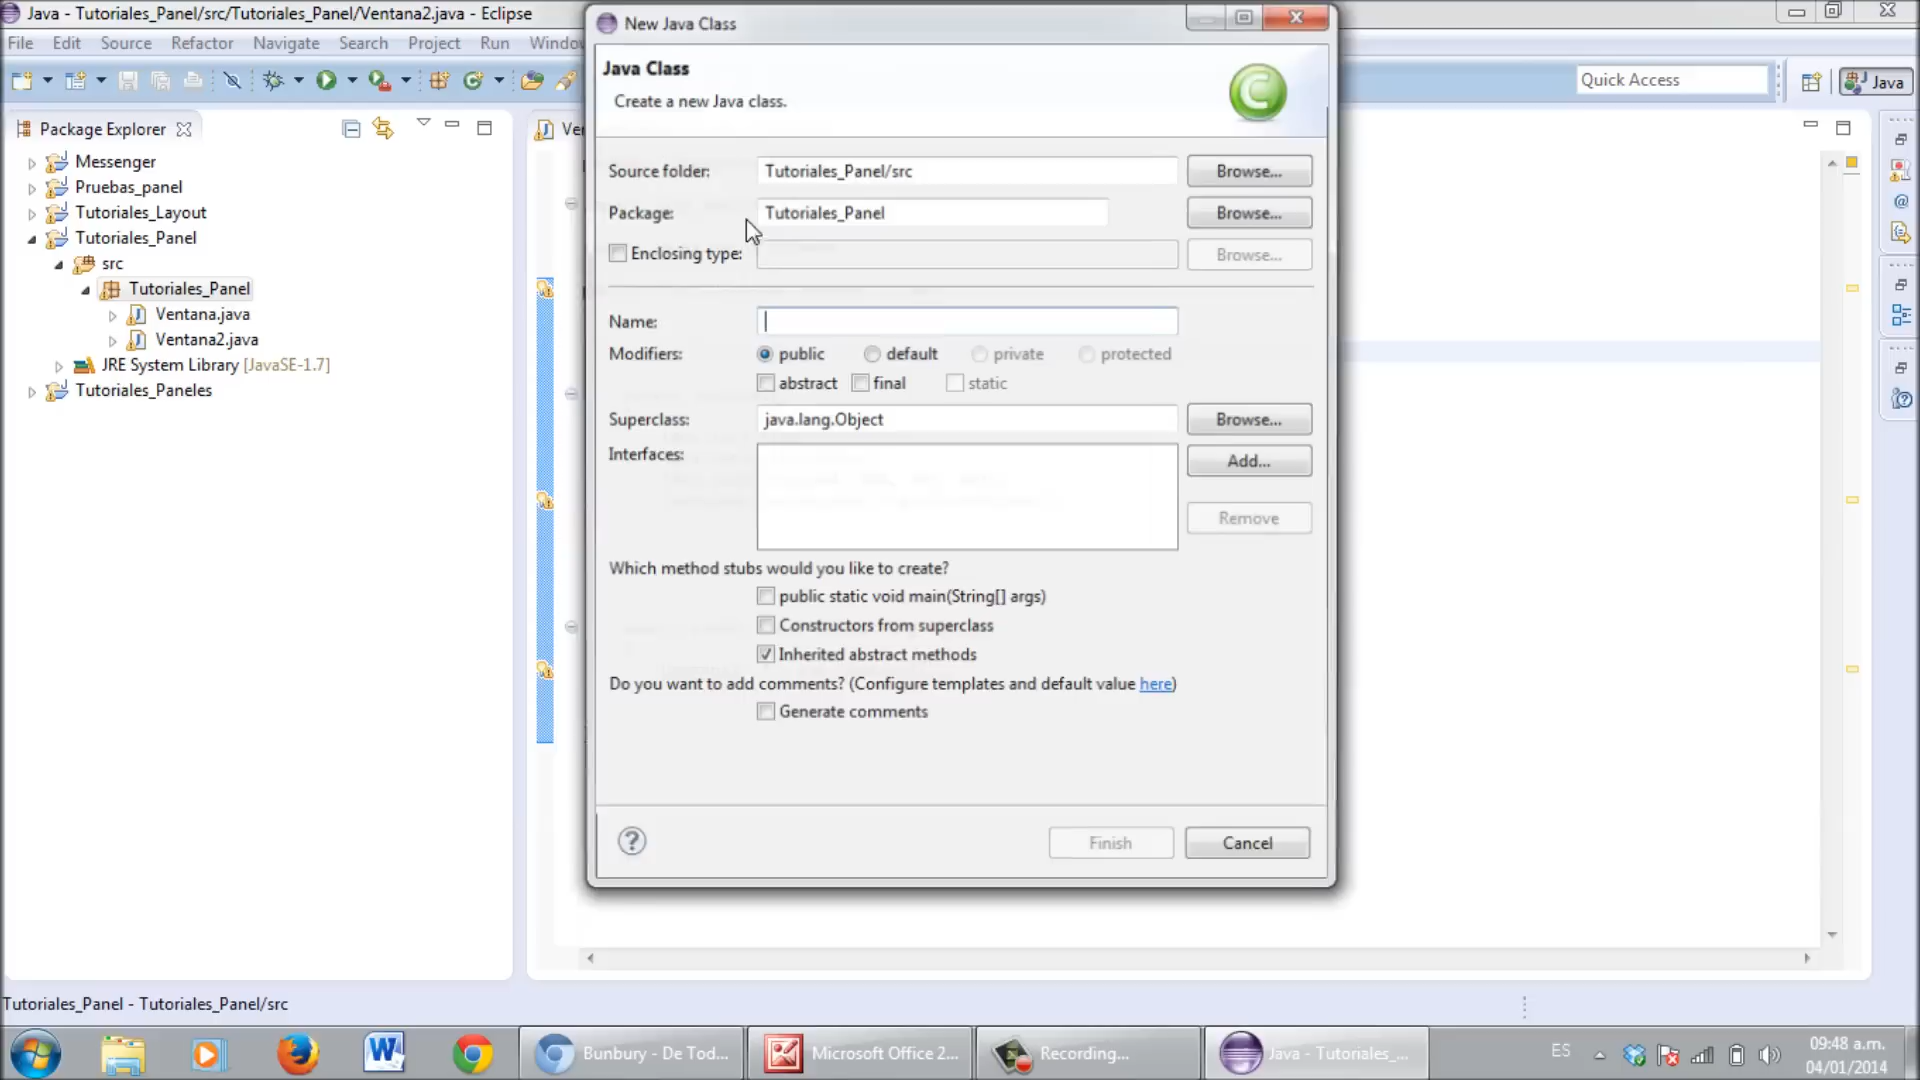 Java - Tutoriales_Panel/src/Tutoriales_Panel/Ventana2.java - Eclipse
File Edit Source Refactor Navigate Search Project Run
Quick Access
Java
Package Explorer
Messenger
Pruebas_panel
Tutoriales_Layout
Tutoriales_Panel
src
Tutoriales_Panel
Ventana.java
Ventana2.java
JRE System Library [JavaSE-1.7]
Tutoriales_Paneles
New Java Class
Java Class
Create a new Java class.
Source folder: Tutoriales_Panel/src Browse...
Package: Tutoriales_Panel Browse...
Enclosing type: Browse...
Name:
Modifiers: public default private protected
abstract final static
Superclass: java.lang.Object Browse...
Interfaces: Add...
Remove
Which method stubs would you like to create?
public static void main(String[] args)
Constructors from superclass
Inherited abstract methods
Do you want to add comments? (Configure templates and default value here)
Generate comments
Finish Cancel
Tutoriales_Panel - Tutoriales_Panel/src
Bunbury - De Tod...
Microsoft Office 2...
Recording...
Java - Tutoriales_...
ES
09:48 a.m.
04/01/2014